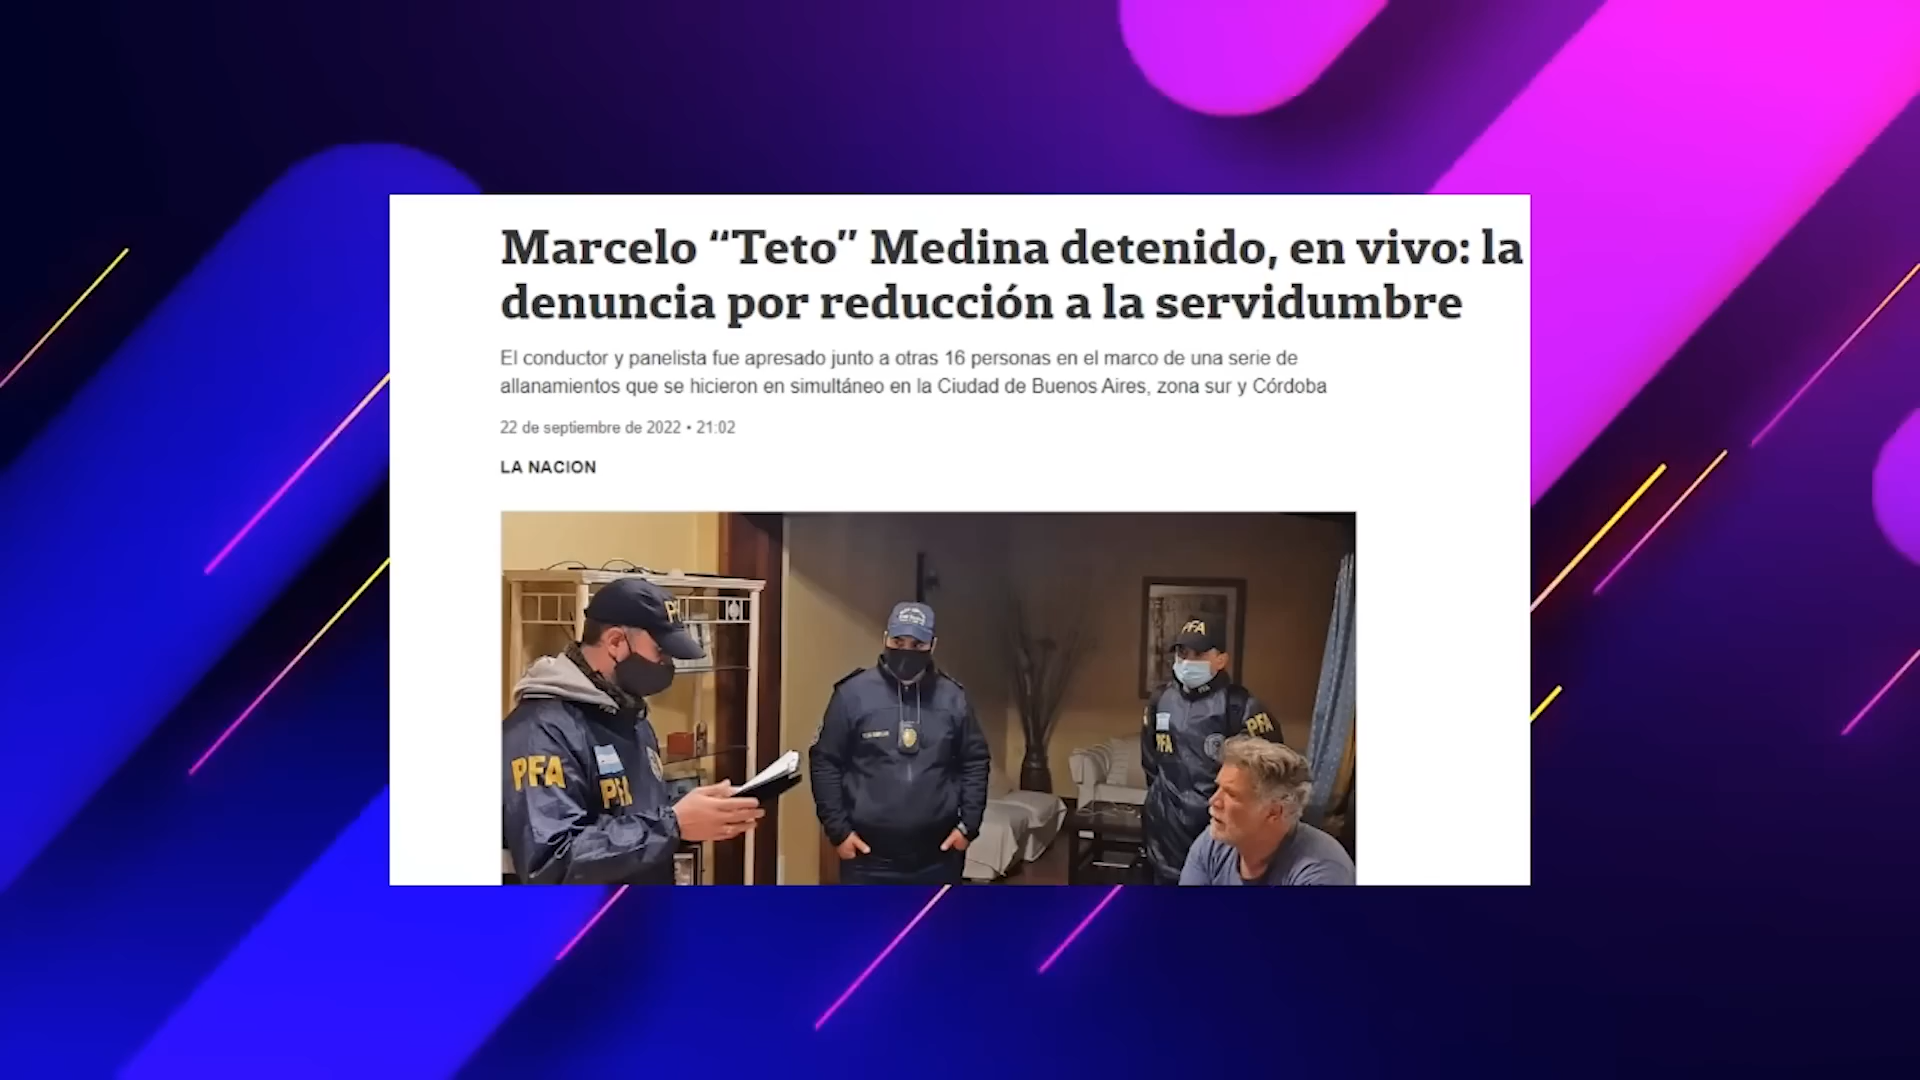 Marcelo “Teto” Medina detenido, en vivo: la
denuncia por reducción a la servidumbre
El conductor y panelista fue apresado junto a otras 16 personas en el marco de una serie de
allanamientos que se hicieron en simultáneo en la Ciudad de Buenos Aires, zona sur y Córdoba
22 de septiembre de 2022 • 21:02
LA NACION
PFA
PFA
PFA
PFA
PFA